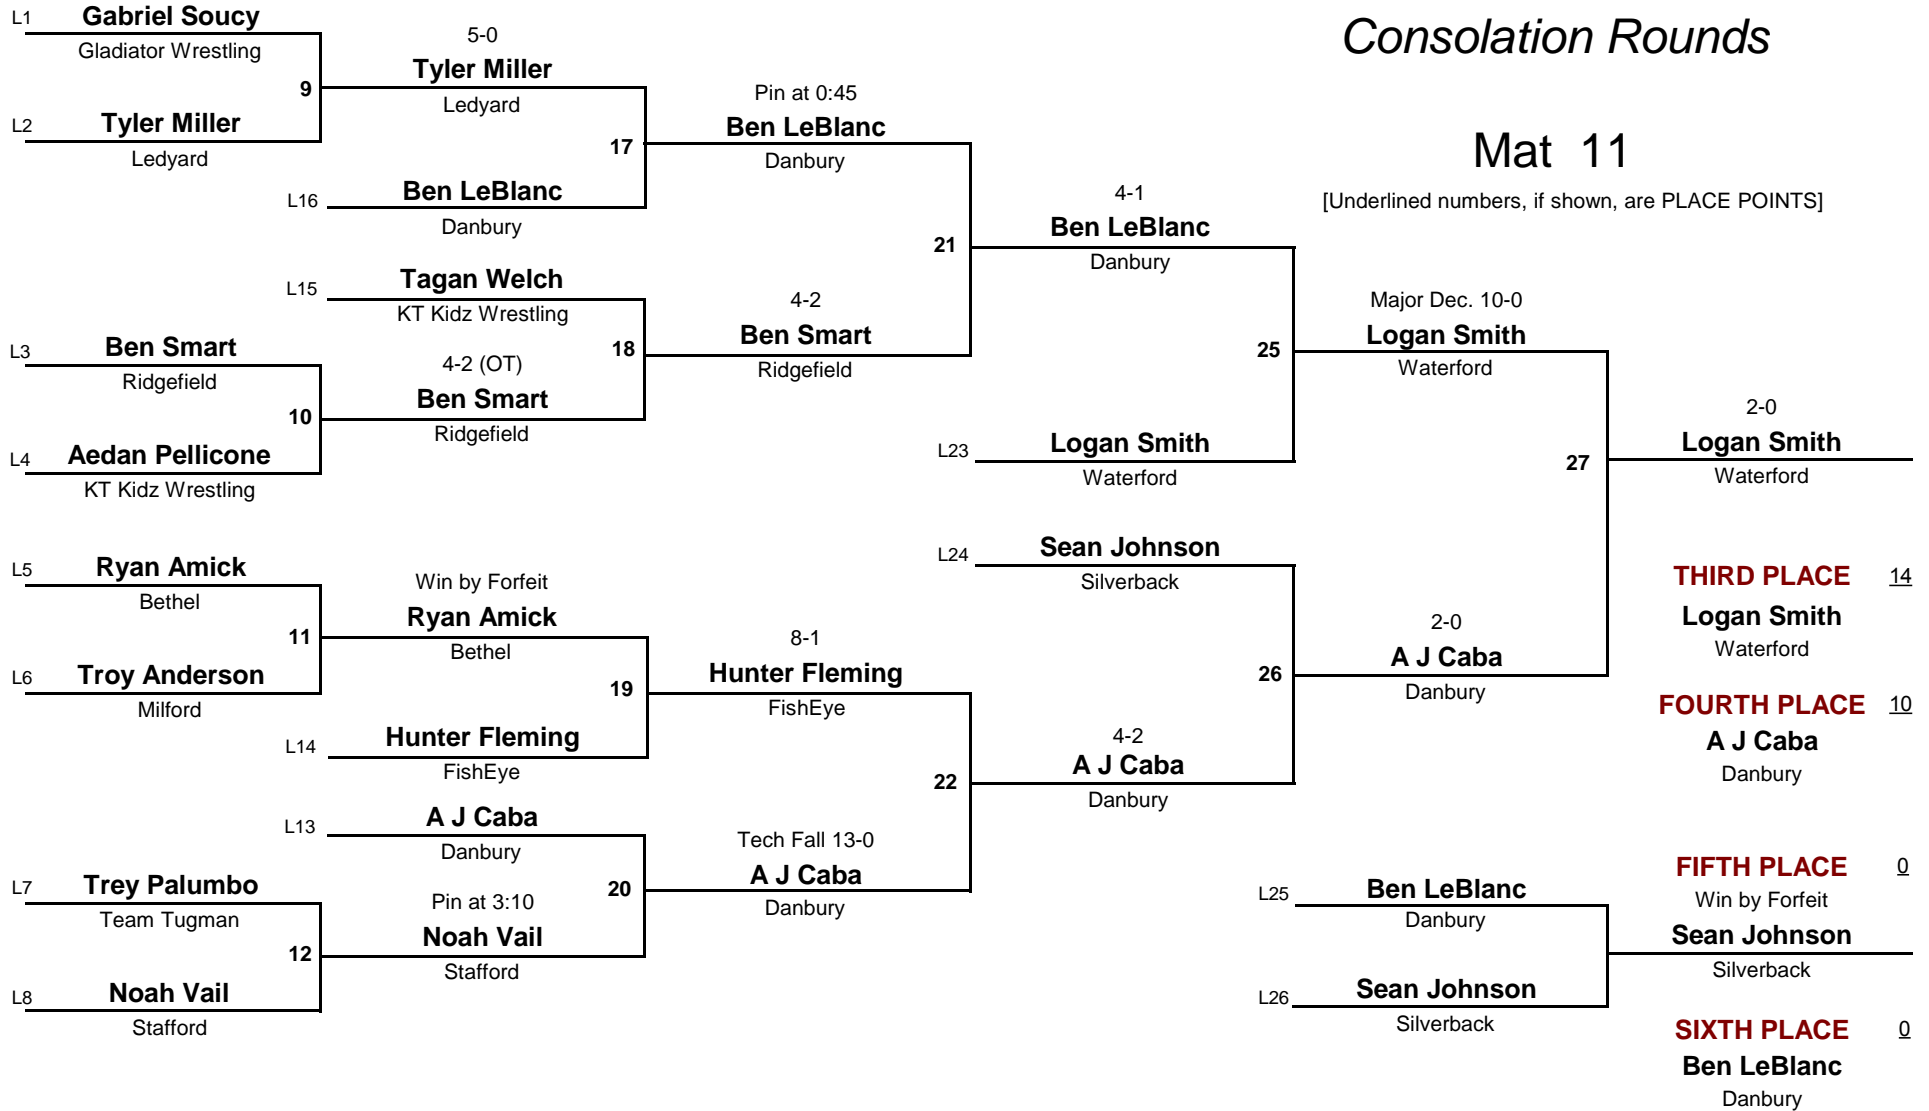 Consolation Rounds
Mat 11
[Underlined numbers, if shown, are PLACE POINTS]
L1
Gabriel Soucy
Gladiator Wrestling
9
L2
Tyler Miller
Ledyard
5-0
Tyler Miller
Ledyard
17
L16
Ben LeBlanc
Danbury
L15
Tagan Welch
KT Kidz Wrestling
18
L3
Ben Smart
Ridgefield
10
4-2 (OT)
Ben Smart
Ridgefield
L4
Aedan Pellicone
KT Kidz Wrestling
L5
Ryan Amick
Bethel
11
L6
Troy Anderson
Milford
Win by Forfeit
Ryan Amick
Bethel
19
L14
Hunter Fleming
FishEye
L13
A J Caba
Danbury
20
L7
Trey Palumbo
Team Tugman
12
Pin at 3:10
Noah Vail
Stafford
L8
Noah Vail
Stafford
Pin at 0:45
Ben LeBlanc
Danbury
21
4-2
Ben Smart
Ridgefield
8-1
Hunter Fleming
FishEye
22
Tech Fall 13-0
A J Caba
Danbury
4-1
Ben LeBlanc
Danbury
25
L23
Logan Smith
Waterford
L24
Sean Johnson
Silverback
26
4-2
A J Caba
Danbury
Major Dec. 10-0
Logan Smith
Waterford
27
2-0
A J Caba
Danbury
2-0
Logan Smith
Waterford
THIRD PLACE 14
Logan Smith
Waterford
FOURTH PLACE 10
A J Caba
Danbury
L25
Ben LeBlanc
Danbury
L26
Sean Johnson
Silverback
FIFTH PLACE 0
Win by Forfeit
Sean Johnson
Silverback
SIXTH PLACE 0
Ben LeBlanc
Danbury